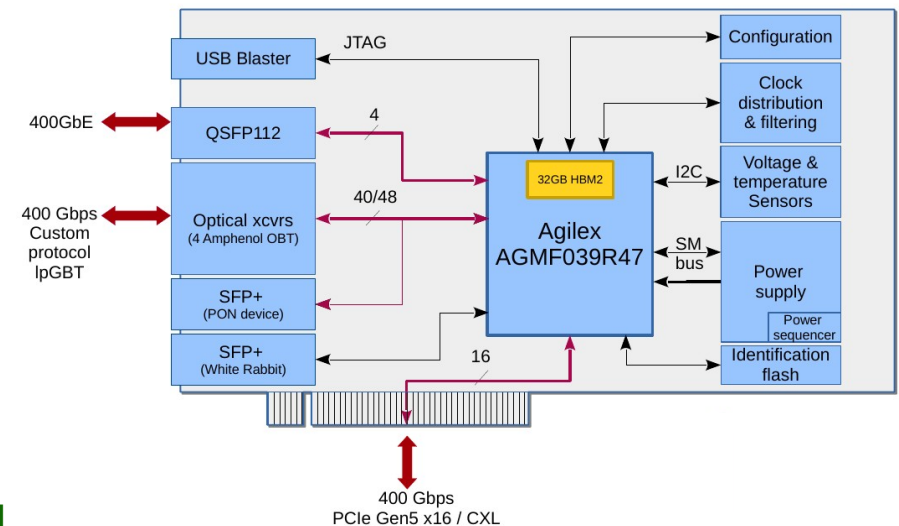 USB Blaster
JTAG
Configuration
400GbE
QSFP112
4
Clock
distribution
& filtering
400 Gbps
Custom
protocol
lpGBT
Optical xcvrs
(4 Amphenol OBT)
40/48
32GB HBM2
Agilex
AGMF039R47
I2C
Voltage &
temperature
Sensors
SM
bus
Power
supply
Power
sequencer
SFP+
(PON device)
SFP+
(White Rabbit)
16
Identification
flash
400 Gbps
PCIe Gen5 x16 / CXL